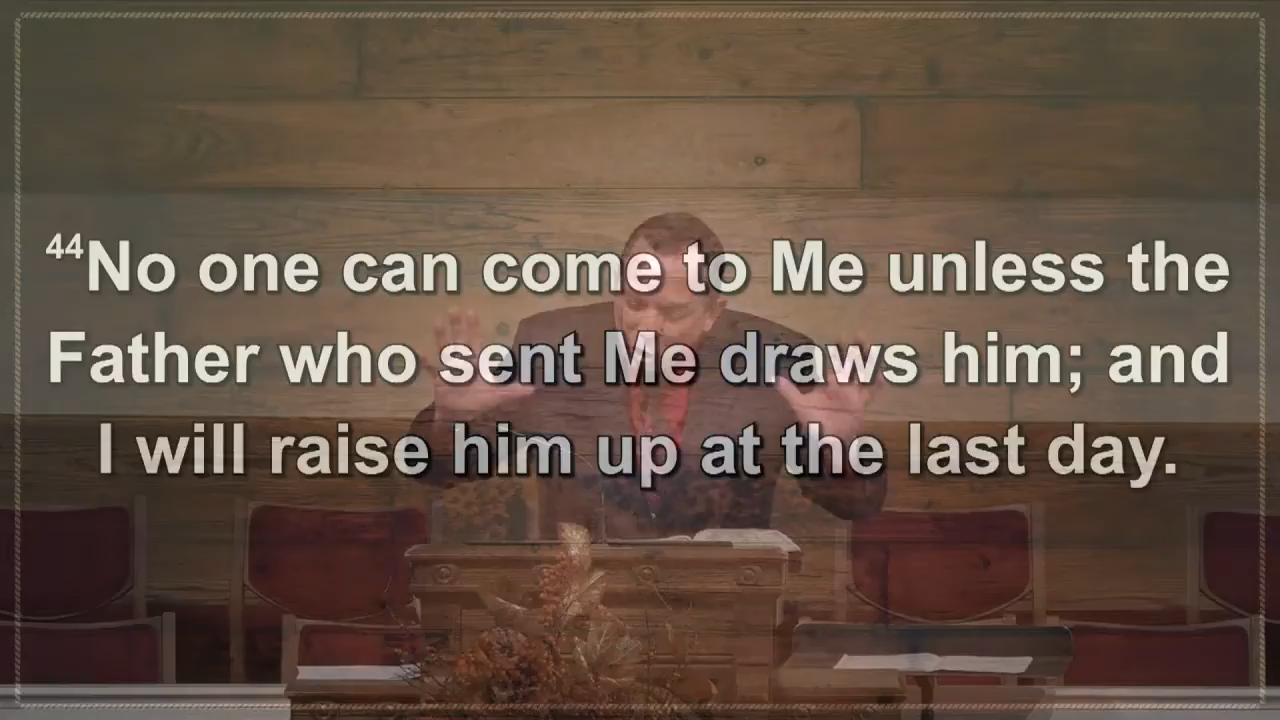 44No one can come to Me unless the
Father who sent Me draws him; and
I will raise him up at the last day.